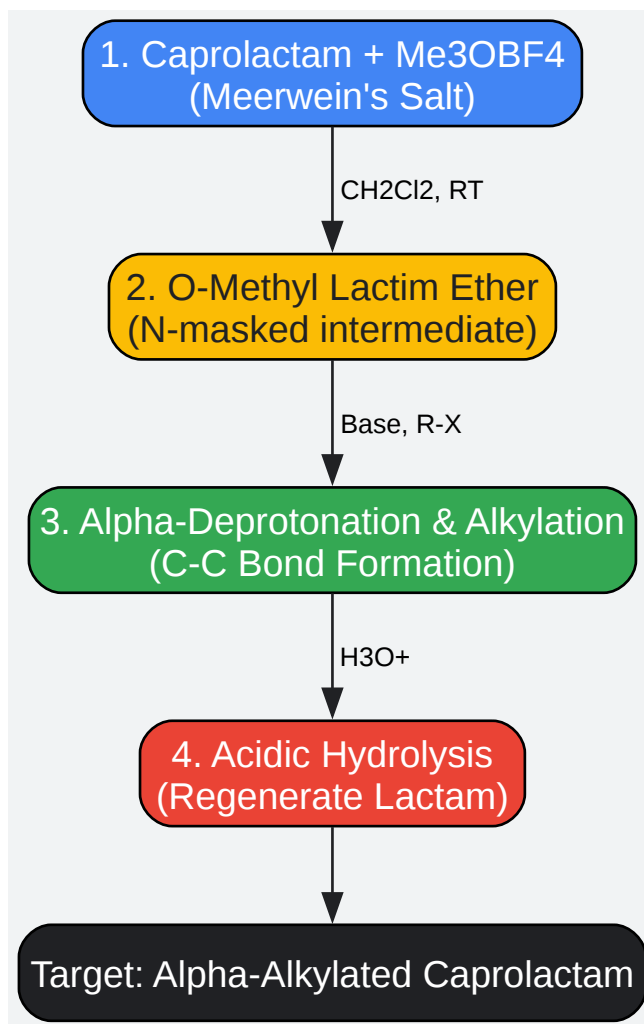 1. Caprolactam + Me3OBF4
(Meerwein's Salt)
CH2Cl2, RT
2. O-Methyl Lactim Ether
(N-masked intermediate)
Base, R-X
3. Alpha-Deprotonation & Alkylation
(C-C Bond Formation)
H3O+
4. Acidic Hydrolysis
(Regenerate Lactam)
Target: Alpha-Alkylated Caprolactam